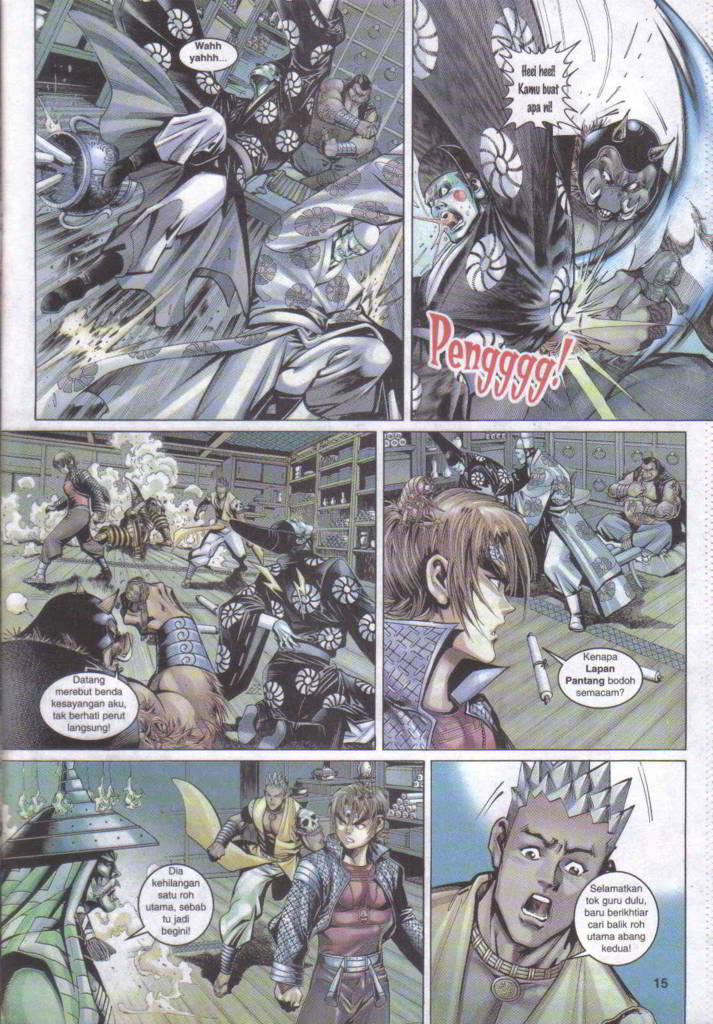 Wahh
yahhh...
Heei heei!
Kamu buat
apa ni!
Pengggg!
Datang
merebut benda
kesayangan aku,
tak berhati perut
langsung!
Kenapa
Lapan
Pantang bodoh
semacam?
Dia
kehilangan
satu roh
utama, sebab
tu jadi
begini!
Selamatkan
tok guru dulu,
baru berikhtiar
cari balik roh
utama abang
kedua!
15